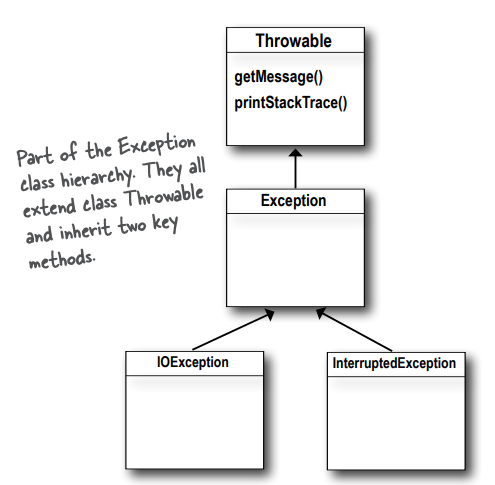 Throwable
getMessage()
printStackTrace()
Part of the Exception
class hierarchy. They all
extend class Throwable
and inherit two key
methods.
Exception
IOException
InterruptedException